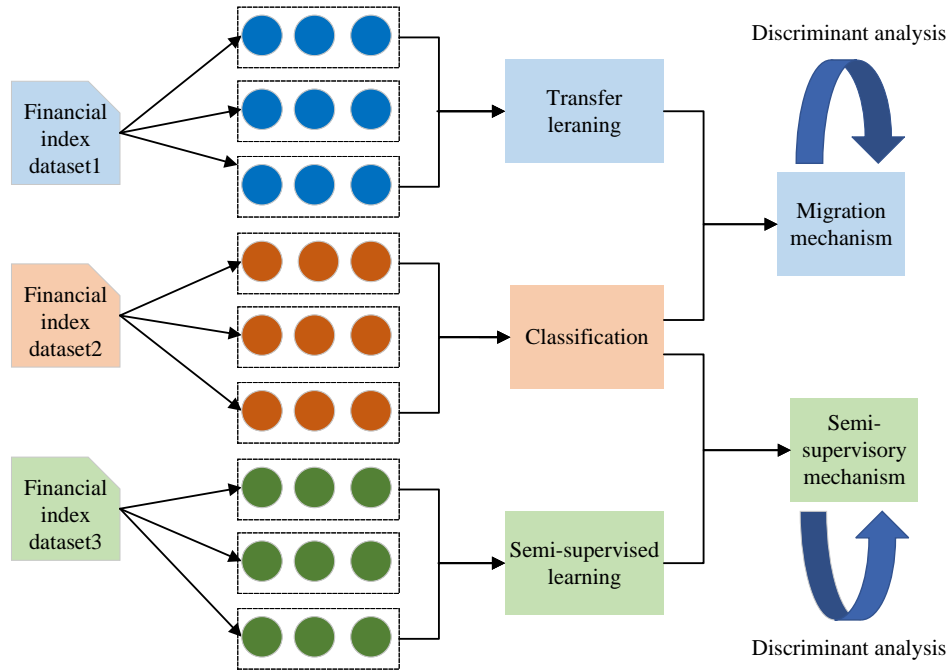 Discriminant analysis
Financial
index
dataset1
Transfer
leraning
Migration
mechanism
Financial
index
dataset2
Classification
Semi-
supervisory
mechanism
Financial
index
dataset3
Semi-supervised
learning
Discriminant analysis